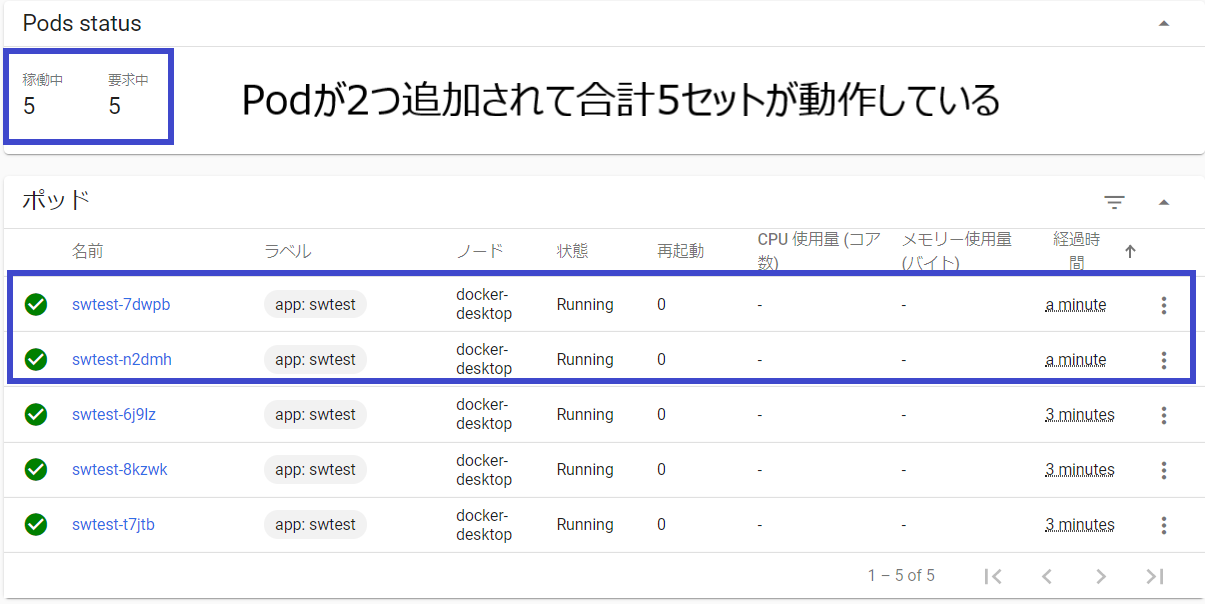 Pods status
稼働中 要求中
5 5
Podが2つ追加されて合計5セットが動作している
ポッド
名前 ラベル ノード 状態 再起動 CPU 使用量 (コア数) メモリー使用量 (バイト) 経過時間
swtest-7dwpb app: swtest docker-desktop Running 0 - - a minute
swtest-n2dmh app: swtest docker-desktop Running 0 - - a minute
swtest-6j9lz app: swtest docker-desktop Running 0 - - 3 minutes
swtest-8kzwk app: swtest docker-desktop Running 0 - - 3 minutes
swtest-t7jtb app: swtest docker-desktop Running 0 - - 3 minutes
1 – 5 of 5